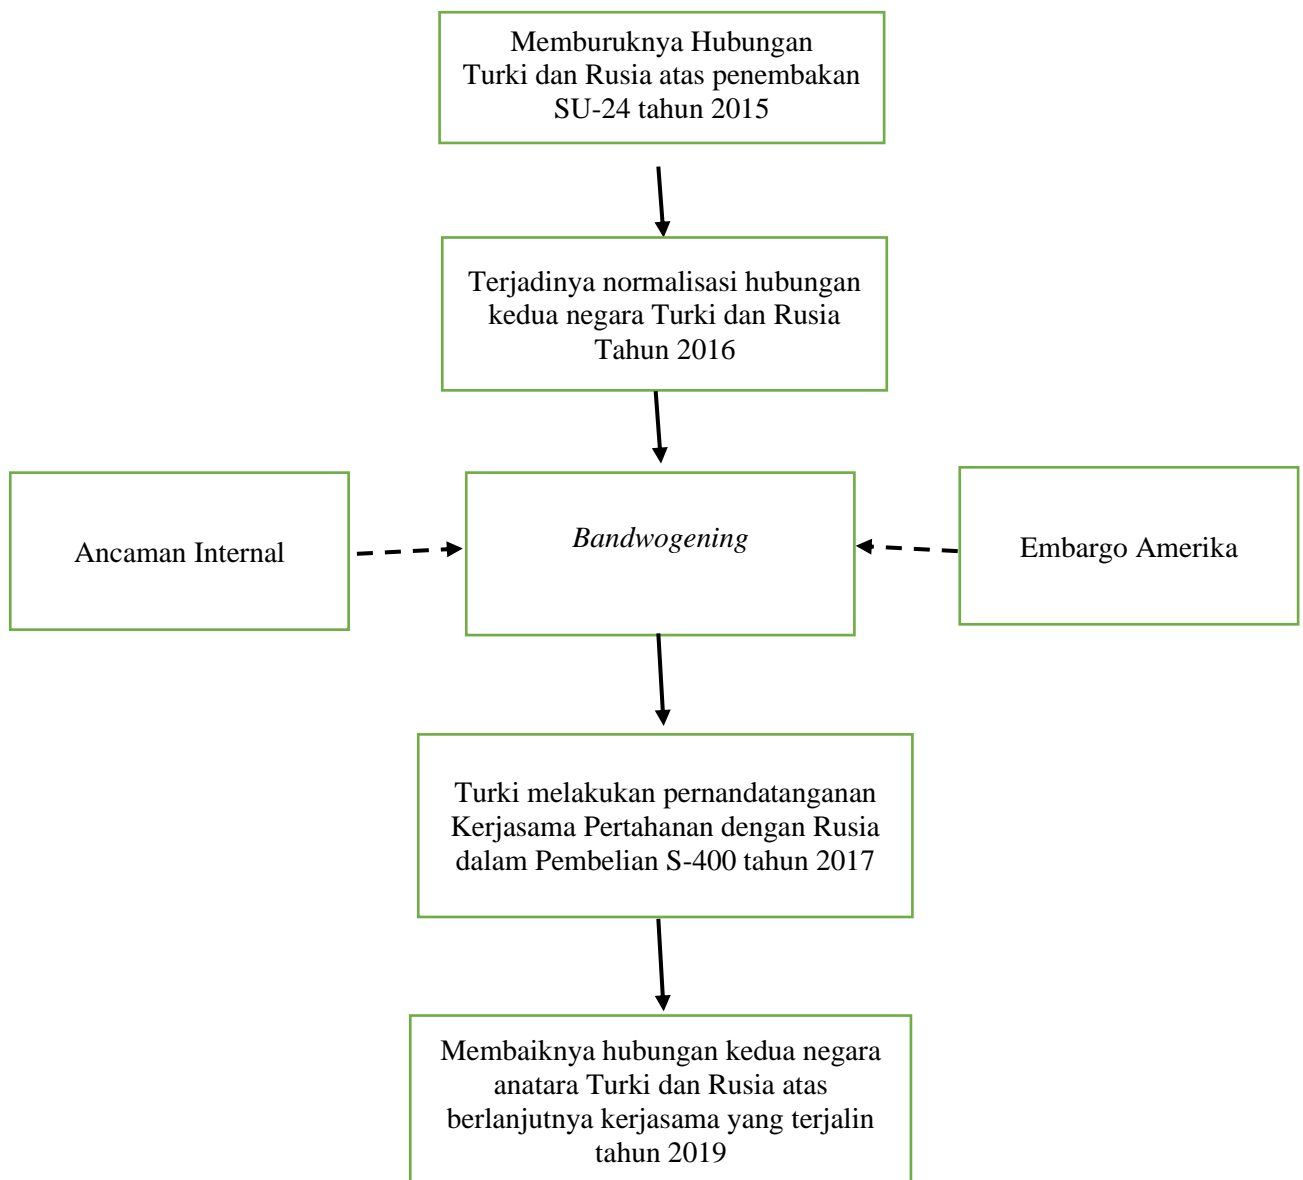 Memburuknya Hubungan
Turki dan Rusia atas penembakan
SU-24 tahun 2015
Terjadinya normalisasi hubungan
kedua negara Turki dan Rusia
Tahun 2016
Ancaman Internal
Bandwogening
Embargo Amerika
Turki melakukan pernandatanganan
Kerjasama Pertahanan dengan Rusia
dalam Pembelian S-400 tahun 2017
Membaiknya hubungan kedua negara
anatara Turki dan Rusia atas
berlanjutnya kerjasama yang terjalin
tahun 2019